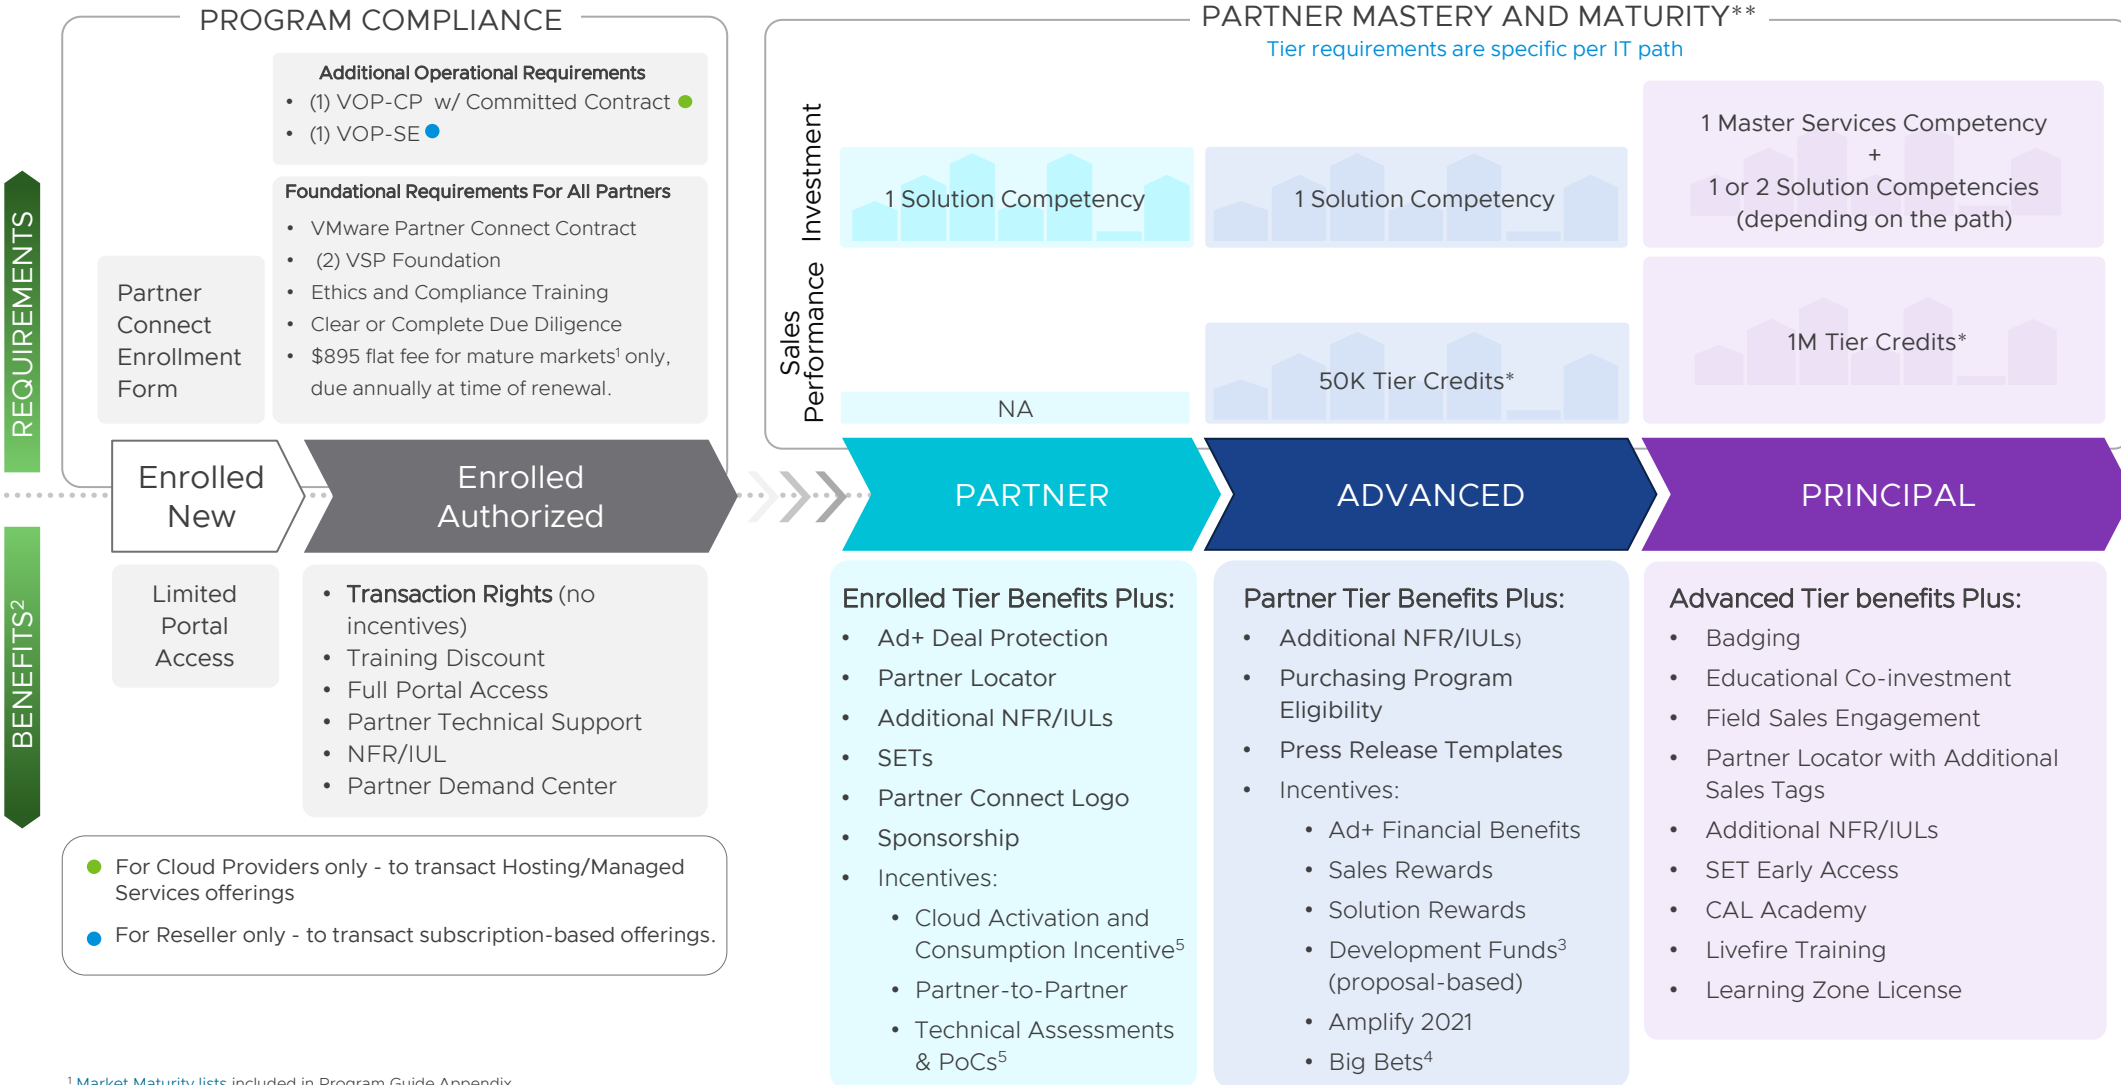 PROGRAM COMPLIANCE
Additional Operational Requirements
• (1) VOP-CP w/ Committed Contract
• (1) VOP-SE
Foundational Requirements For All Partners
• VMware Partner Connect Contract
• (2) VSP Foundation
• Ethics and Compliance Training
• Clear or Complete Due Diligence
• $895 flat fee for mature markets¹ only,
due annually at time of renewal.
Partner
Connect
Enrollment
Form
REQUIREMENTS
PARTNER MASTERY AND MATURITY**
Tier requirements are specific per IT path
Investment
1 Solution Competency
1 Solution Competency
1 Master Services Competency
+
1 or 2 Solution Competencies
(depending on the path)
Sales
Performance
NA
50K Tier Credits*
1M Tier Credits*
Enrolled
New
Enrolled
Authorized
PARTNER
ADVANCED
PRINCIPAL
BENEFITS²
Limited
Portal
Access
• Transaction Rights (no
incentives)
• Training Discount
• Full Portal Access
• Partner Technical Support
• NFR/IUL
• Partner Demand Center
Enrolled Tier Benefits Plus:
• Ad+ Deal Protection
• Partner Locator
• Additional NFR/IULs
• SETs
• Partner Connect Logo
• Sponsorship
• Incentives:
• Cloud Activation and
Consumption Incentive⁵
• Partner-to-Partner
• Technical Assessments
& PoCs⁵
Partner Tier Benefits Plus:
• Additional NFR/IULs)
• Purchasing Program
Eligibility
• Press Release Templates
• Incentives:
• Ad+ Financial Benefits
• Sales Rewards
• Solution Rewards
• Development Funds³
(proposal-based)
• Amplify 2021
• Big Bets⁴
Advanced Tier benefits Plus:
• Badging
• Educational Co-investment
• Field Sales Engagement
• Partner Locator with Additional
Sales Tags
• Additional NFR/IULs
• SET Early Access
• CAL Academy
• Livefire Training
• Learning Zone License
For Cloud Providers only - to transact Hosting/Managed
Services offerings
For Reseller only - to transact subscription-based offerings.
¹ Market Maturity lists included in Program Guide Appendix